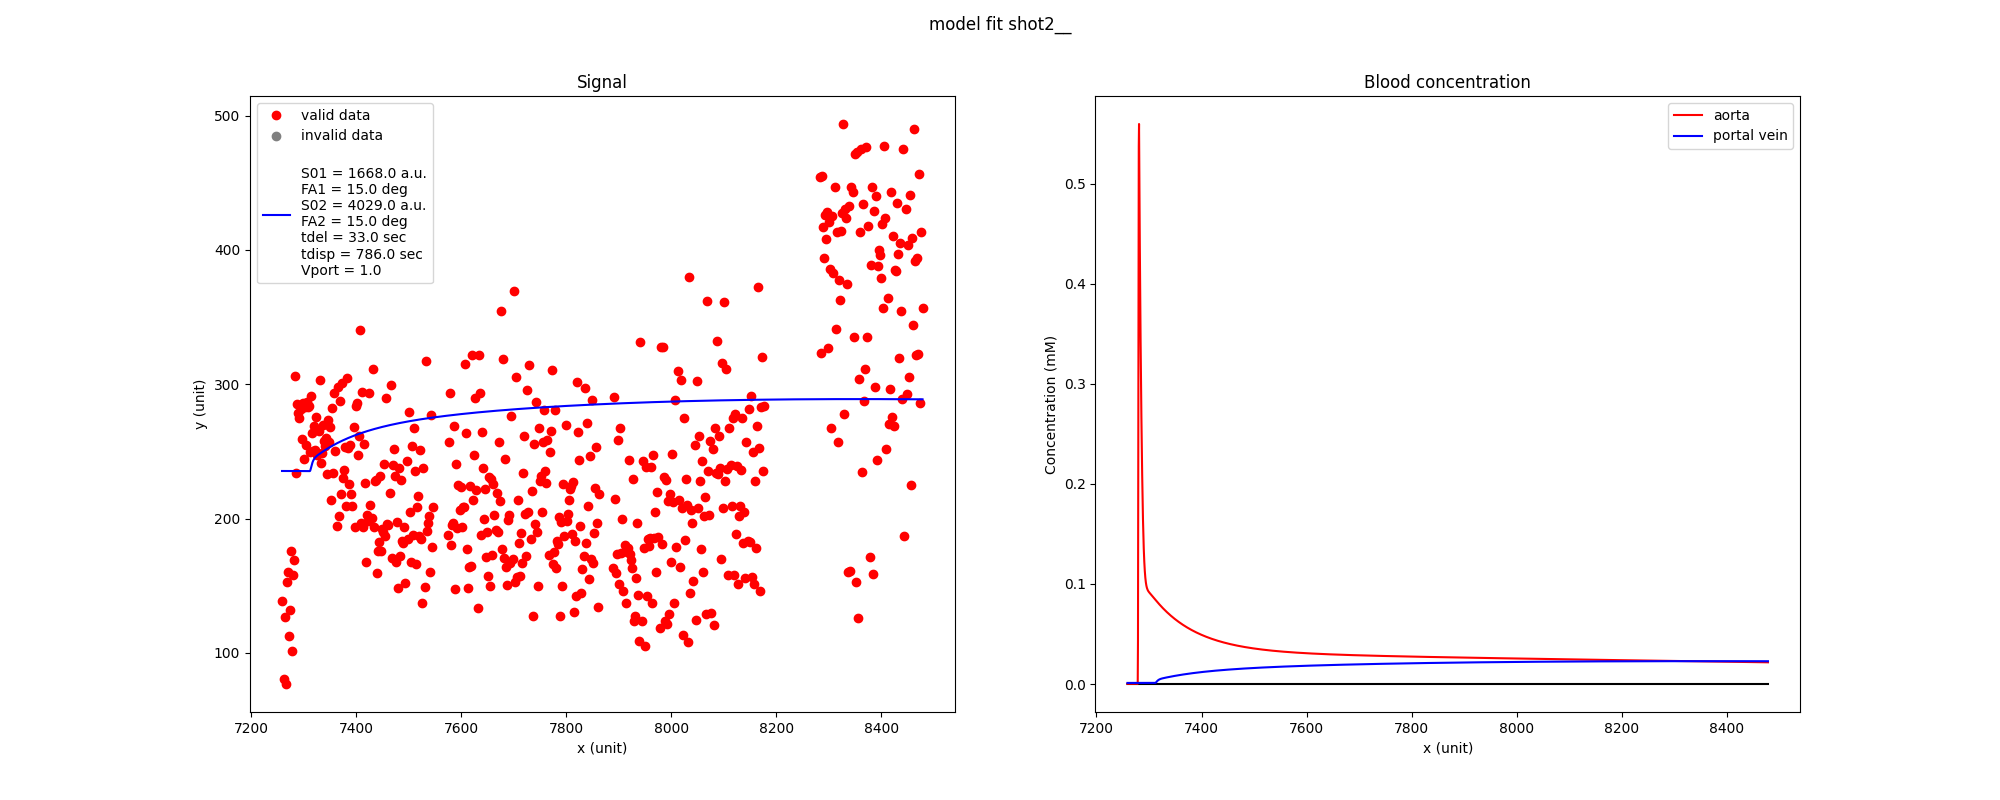 model fit shot2__
Signal
valid data
invalid data
S01 = 1668.0 a.u.
FA1 = 15.0 deg
S02 = 4029.0 a.u.
FA2 = 15.0 deg
tdel = 33.0 sec
tdisp = 786.0 sec
Vport = 1.0
500
400
300
200
100
y (unit)
7200
7400
7600
7800
8000
8200
8400
x (unit)
Blood concentration
aorta
portal vein
0.5
0.4
0.3
0.2
0.1
0.0
Concentration (mM)
7200
7400
7600
7800
8000
8200
8400
x (unit)